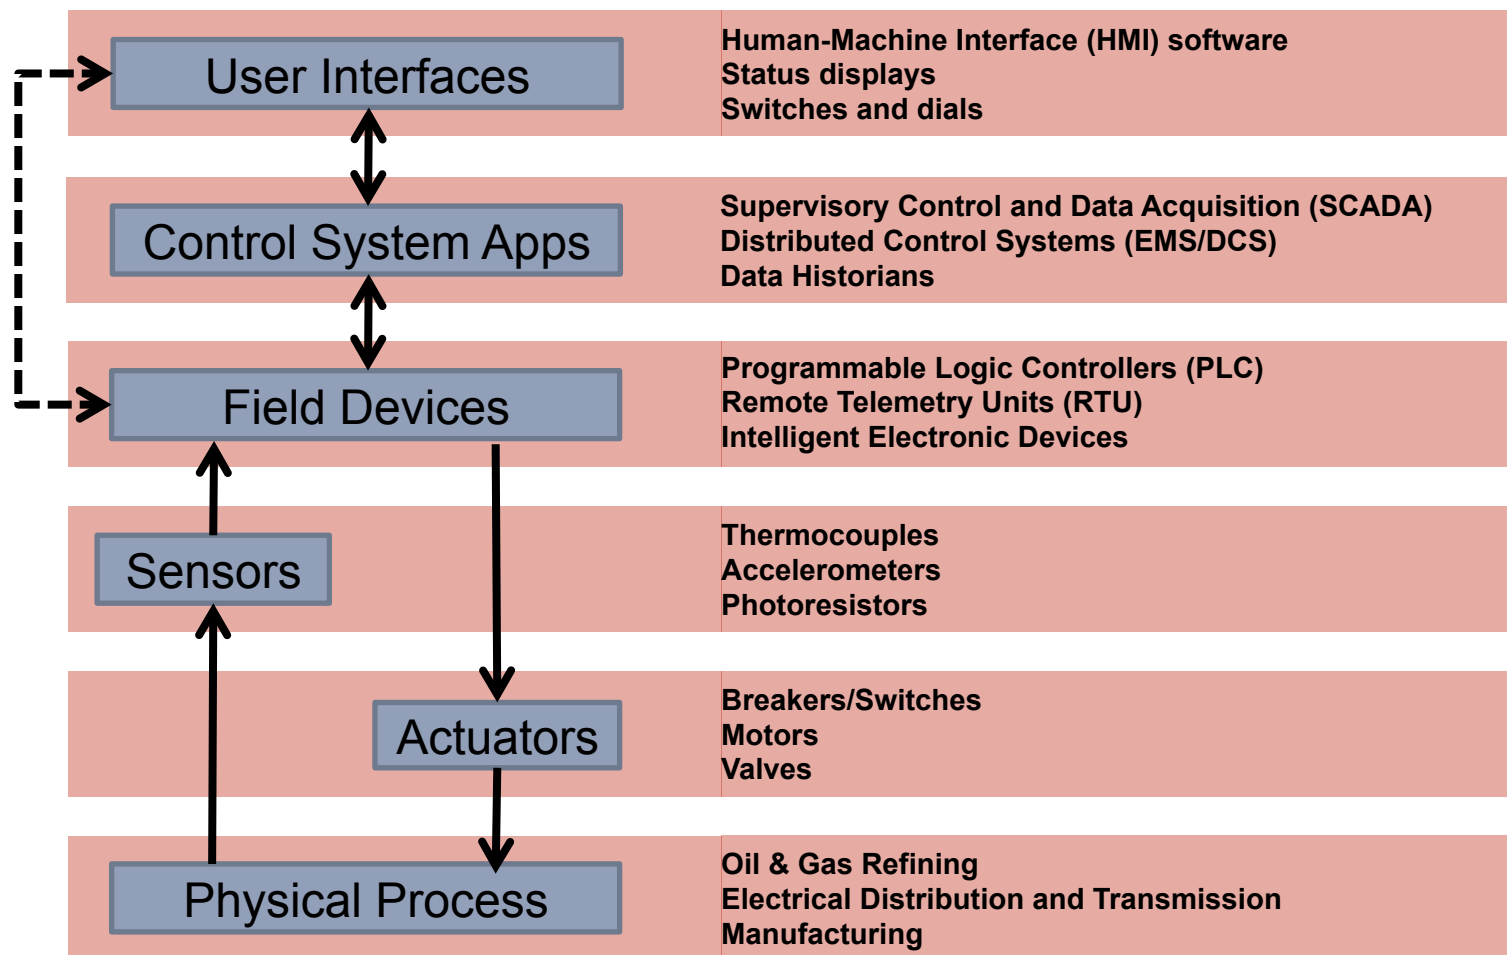 User Interfaces
Human-Machine Interface (HMI) software
Status displays
Switches and dials
Control System Apps
Supervisory Control and Data Acquisition (SCADA)
Distributed Control Systems (EMS/DCS)
Data Historians
Field Devices
Programmable Logic Controllers (PLC)
Remote Telemetry Units (RTU)
Intelligent Electronic Devices
Sensors
Thermocouples
Accelerometers
Photoresistors
Actuators
Breakers/Switches
Motors
Valves
Physical Process
Oil & Gas Refining
Electrical Distribution and Transmission
Manufacturing